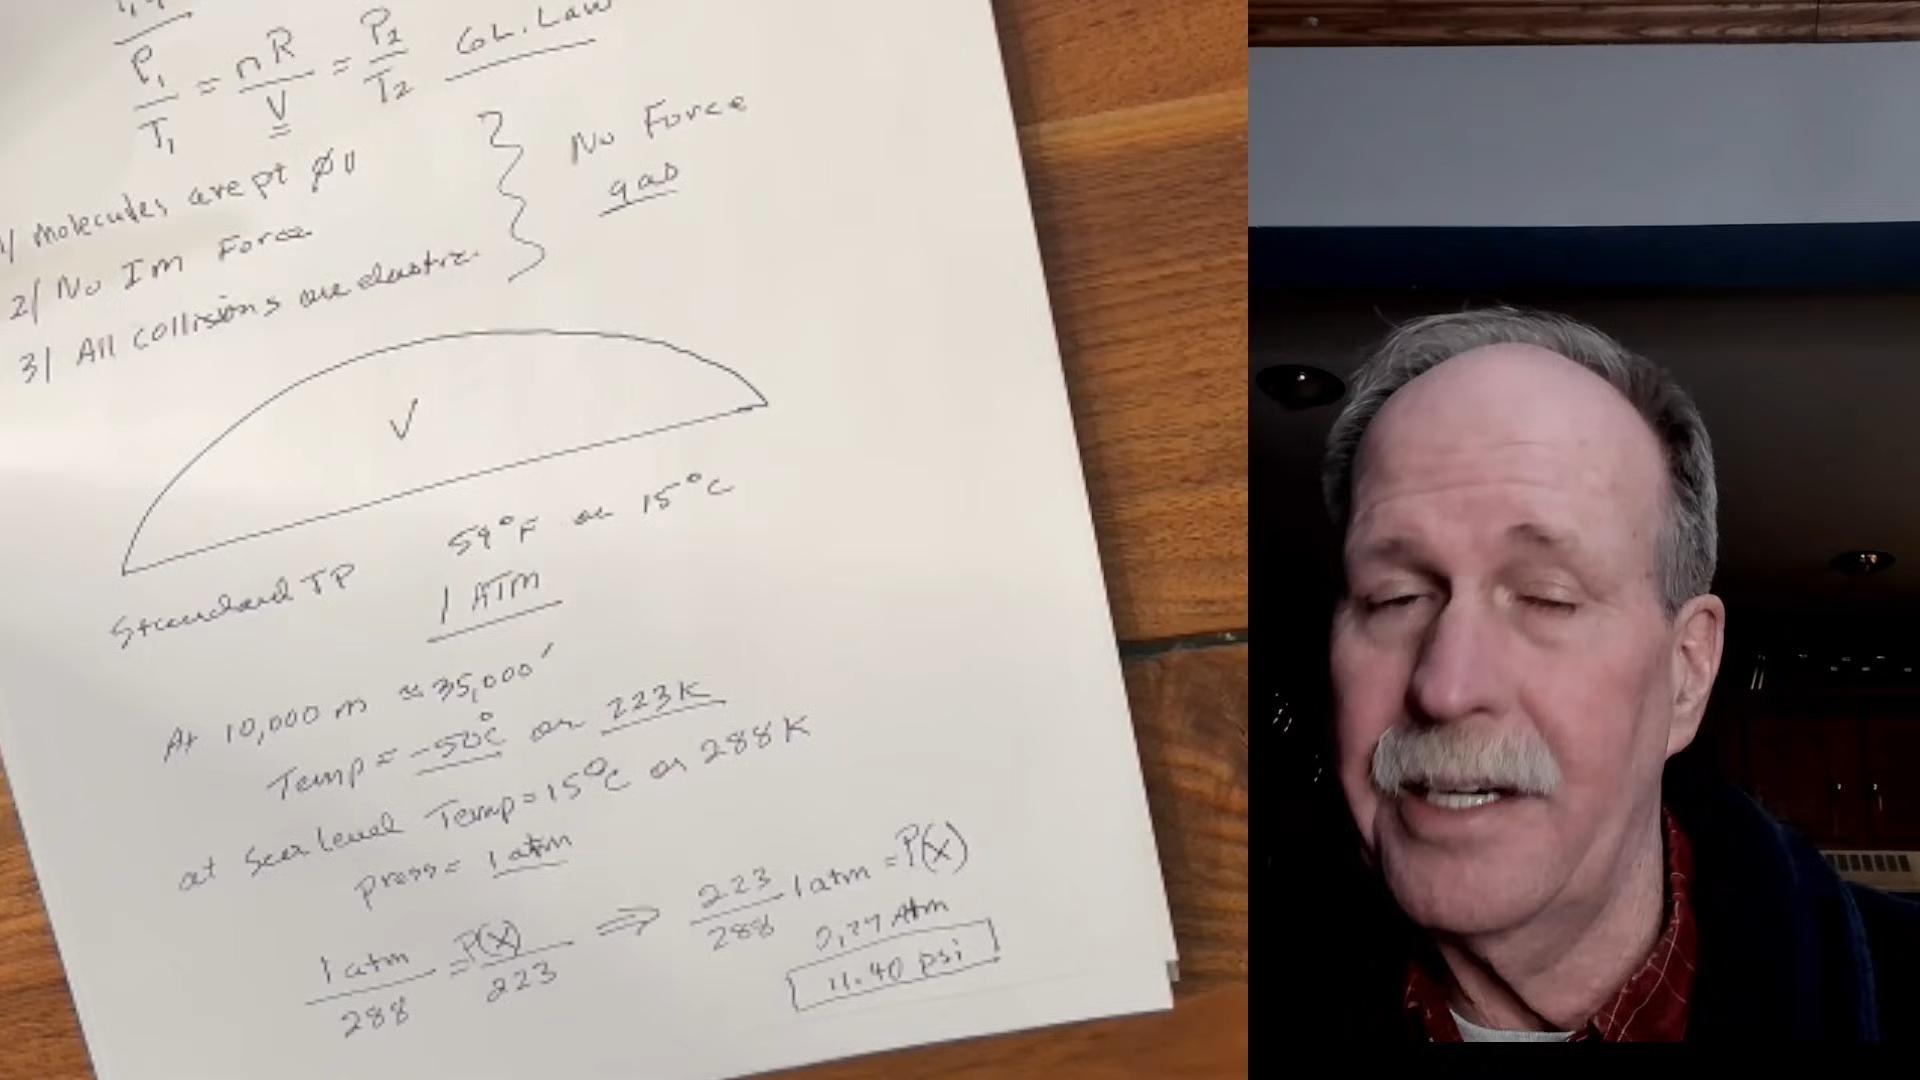 P₁/T₁ = nR/V = P₂/T₂ GL. Law
1/ Molecules are pt ∅ V
2/ No Im Force
3/ All collisions are elastic.
No Force
gas
V
Standard TP 59°F or 15°C
1 ATM
At 10,000 m ≈ 35,000'
Temp = -50°C or 223K
at Sea level Temp = 15°C or 288K
press = 1 atm
1 atm/288 = P(x)/223 ⇒ 223/288 1 atm = P(x)
0.77 Atm
11.40 psi